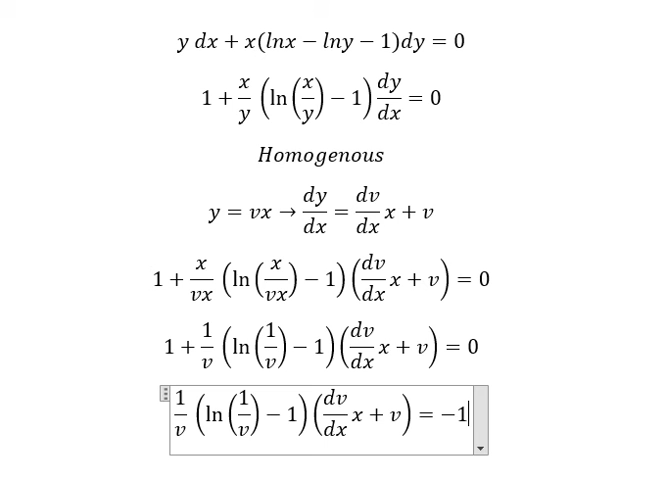 y dx + x(lnx − lny − 1)dy = 0
1 + x/y (ln(x/y) − 1) dy/dx = 0
Homogenous
y = vx → dy/dx = dv/dx x + v
1 + x/vx (ln(x/vx) − 1)(dv/dx x + v) = 0
1 + 1/v (ln(1/v) − 1)(dv/dx x + v) = 0
1/v (ln(1/v) − 1)(dv/dx x + v) = −1